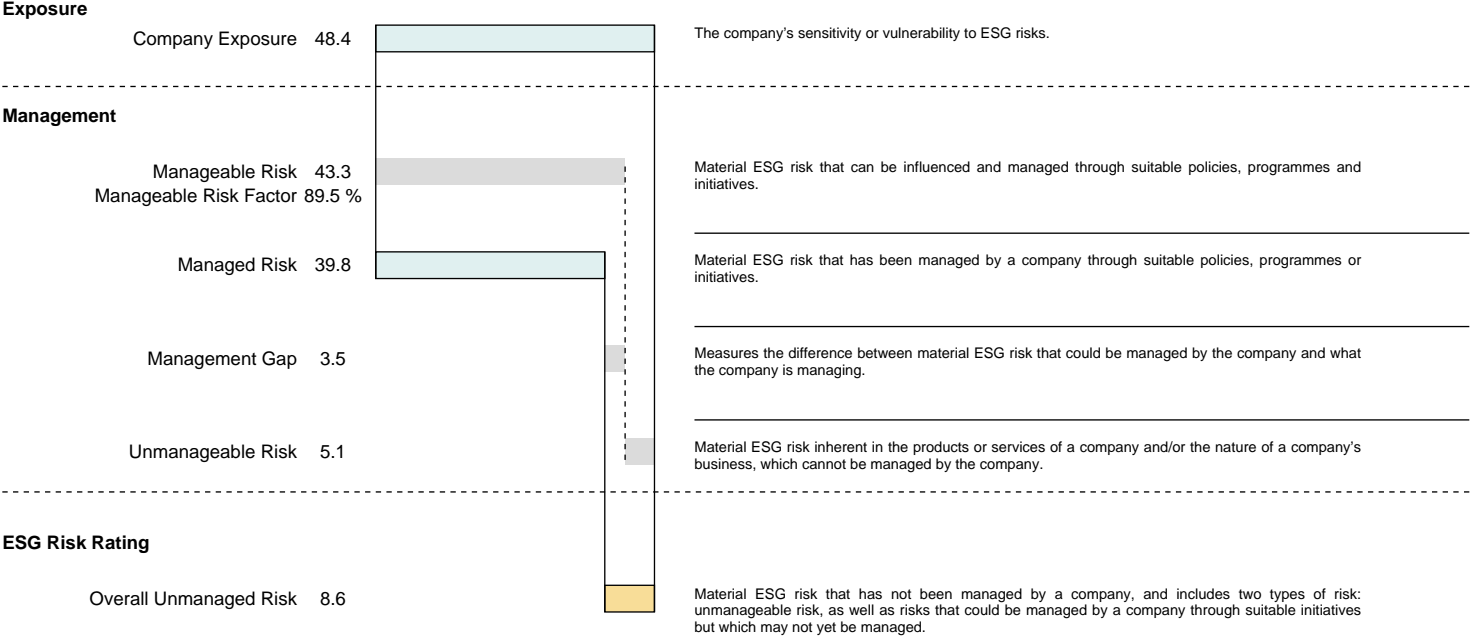 Exposure
Company Exposure 48.4
The company’s sensitivity or vulnerability to ESG risks.
Management
Manageable Risk 43.3
Manageable Risk Factor 89.5 %
Material ESG risk that can be influenced and managed through suitable policies, programmes and
initiatives.
Managed Risk 39.8
Material ESG risk that has been managed by a company through suitable policies, programmes or
initiatives.
Management Gap 3.5
Measures the difference between material ESG risk that could be managed by the company and what
the company is managing.
Unmanageable Risk 5.1
Material ESG risk inherent in the products or services of a company and/or the nature of a company’s
business, which cannot be managed by the company.
ESG Risk Rating
Overall Unmanaged Risk 8.6
Material ESG risk that has not been managed by a company, and includes two types of risk:
unmanageable risk, as well as risks that could be managed by a company through suitable initiatives
but which may not yet be managed.